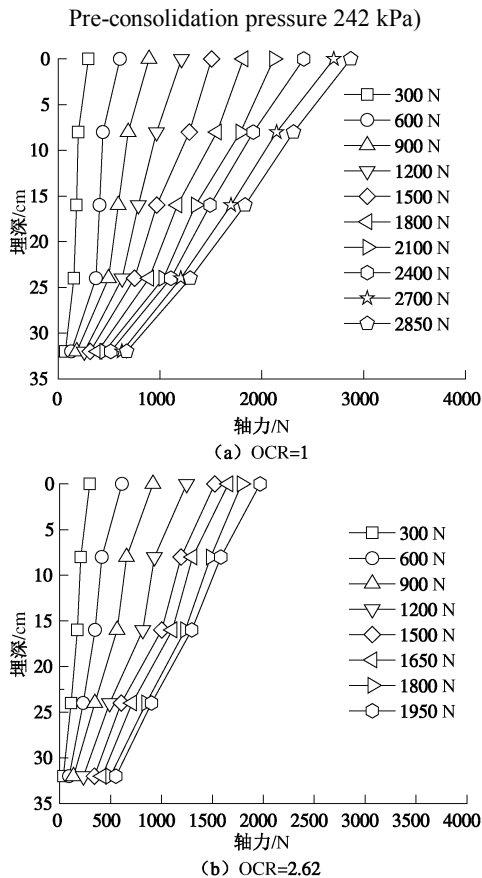 Pre-consolidation pressure 242 kPa)
0
5
10
15
20
25
30
35
埋深/cm
300 N
600 N
900 N
1200 N
1500 N
1800 N
2100 N
2400 N
2700 N
2850 N
0 1000 2000 3000 4000
轴力/N
（a）OCR=1
0
5
10
15
20
25
30
35
埋深/cm
300 N
600 N
900 N
1200 N
1500 N
1650 N
1800 N
1950 N
0 500 1000 1500 2000 2500 3000 3500 4000
轴力/N
（b）OCR=2.62